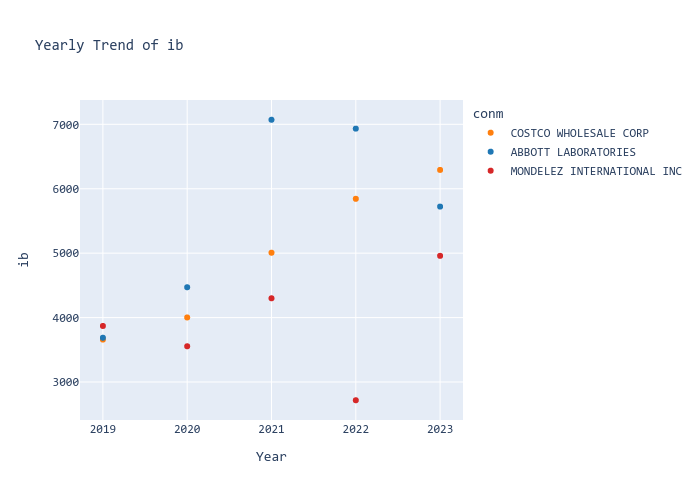 Yearly Trend of ib
conm
COSTCO WHOLESALE CORP
ABBOTT LABORATORIES
MONDELEZ INTERNATIONAL INC
7000
6000
5000
4000
3000
ib
2019 2020 2021 2022 2023
Year